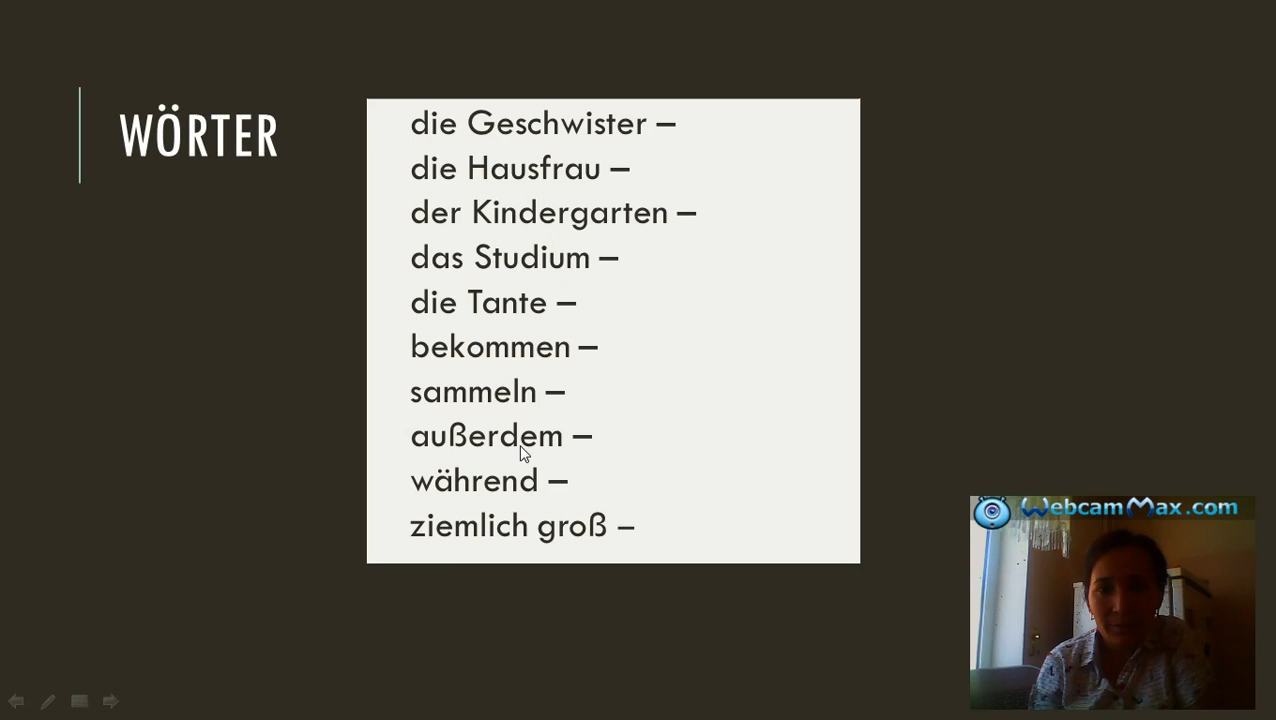 WÖRTER
die Geschwister –
die Hausfrau –
der Kindergarten –
das Studium –
die Tante –
bekommen –
sammeln –
außerdem –
während –
ziemlich groß –
WebcamMax.com